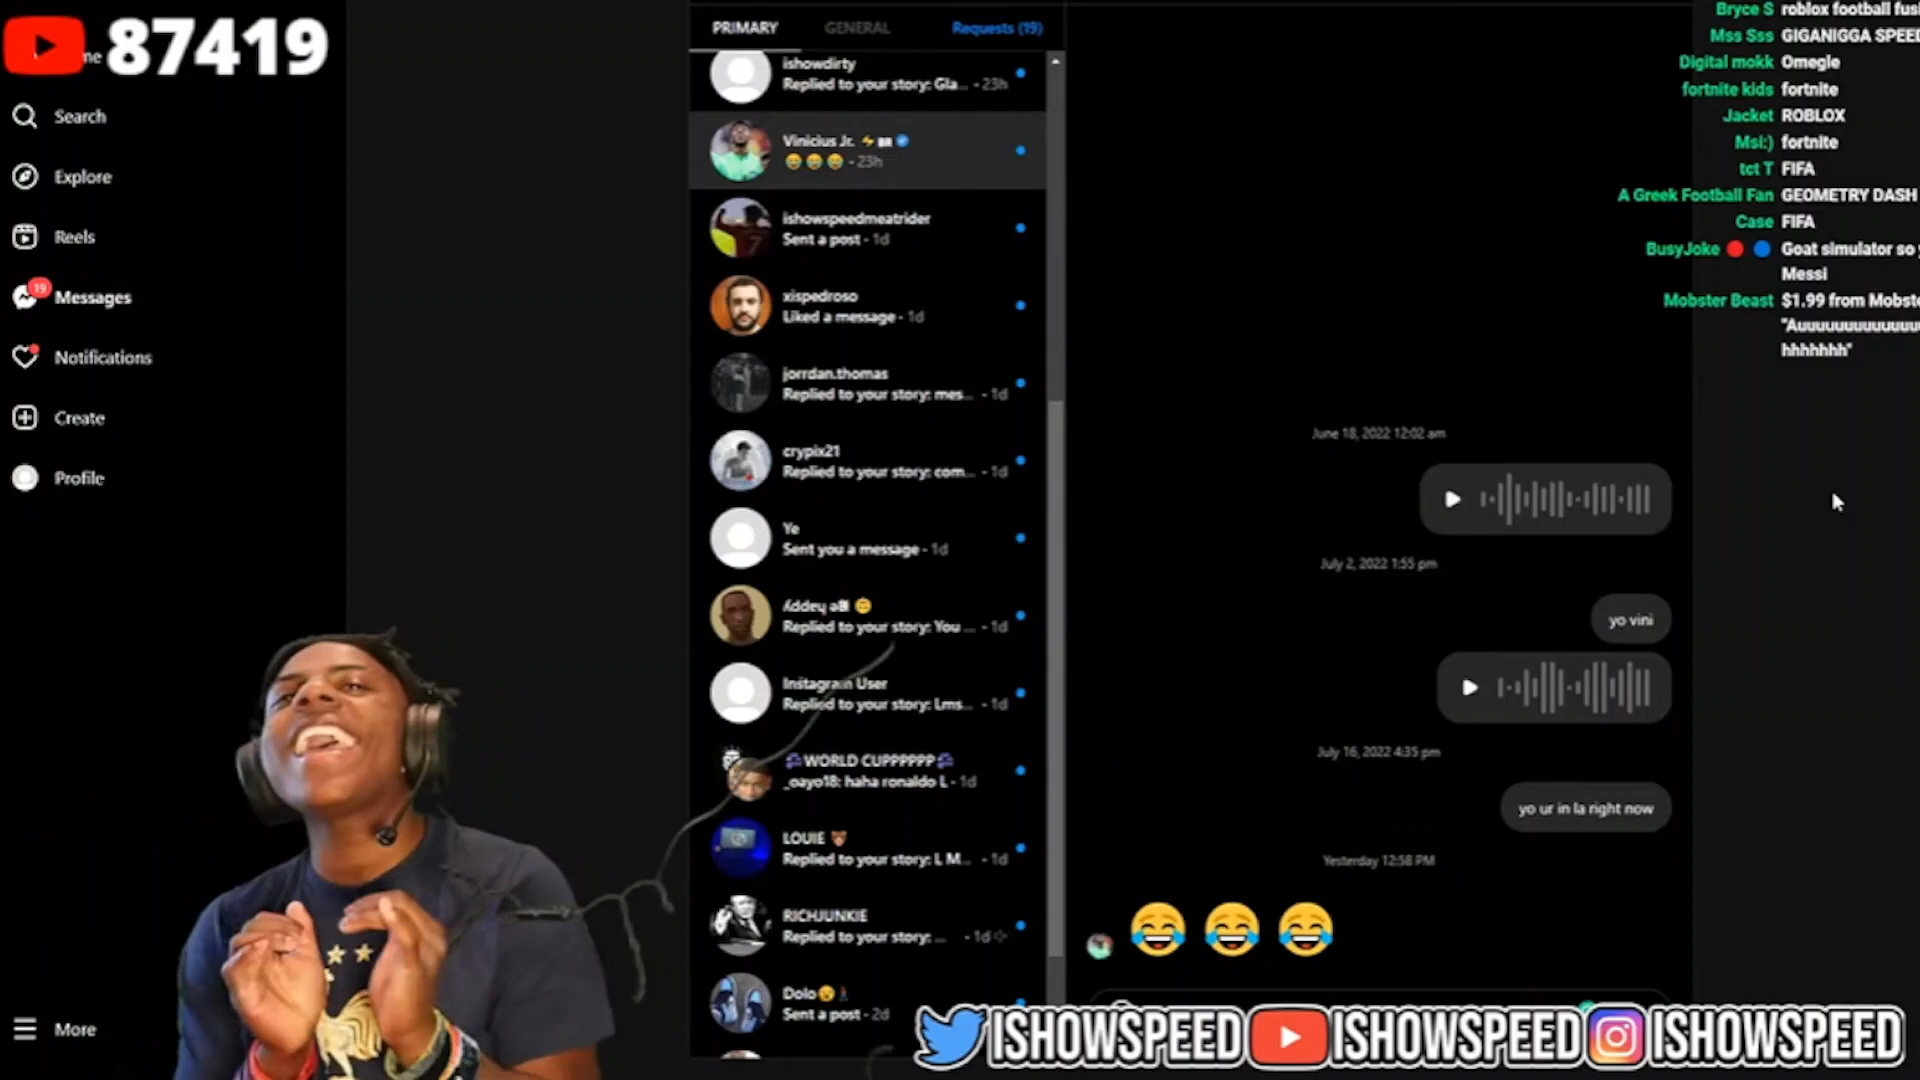 87419
me
Search
Explore
Reels
19
Messages
Notifications
Create
Profile
More
PRIMARY
GENERAL
Requests (19)
ishowdirty
Replied to your story: Gla... · 23h
Vinicius Jr. ⚡ 🇧🇷
😂 😂 😂 · 23h
ishowspeedmeatrider
Sent a post · 1d
xispedroso
Liked a message · 1d
jorrdan.thomas
Replied to your story: mes... · 1d
crypix21
Replied to your story: com... · 1d
Ye
Sent you a message · 1d
Replied to your story: You ... · 1d
Instagram User
Replied to your story: Lms... · 1d
WORLD CUPPPPPP
_oayo18: haha ronaldo L · 1d
LOUIE 🐻
Replied to your story: L M... · 1d
RICHJUNKIE
Replied to your story: ... · 1d
Dolo
Sent a post · 2d
June 18, 2022 12:02 am
July 2, 2022 1:55 pm
yo vini
July 16, 2022 4:35 pm
yo ur in la right now
Yesterday 12:58 PM
😂 😂 😂
Bryce S roblox football fusi
Mss Sss GIGANIGGA SPEED
Digital mokk Omegle
fortnite kids fortnite
Jacket ROBLOX
Msi:) fortnite
tct T FIFA
A Greek Football Fan GEOMETRY DASH
Case FIFA
BusyJoke 🔴 🔵 Goat simulator so y
Messi
Mobster Beast $1.99 from Mobste
"Auuuuuuuuuuuuu
hhhhhhh"
ISHOWSPEED ISHOWSPEED ISHOWSPEED